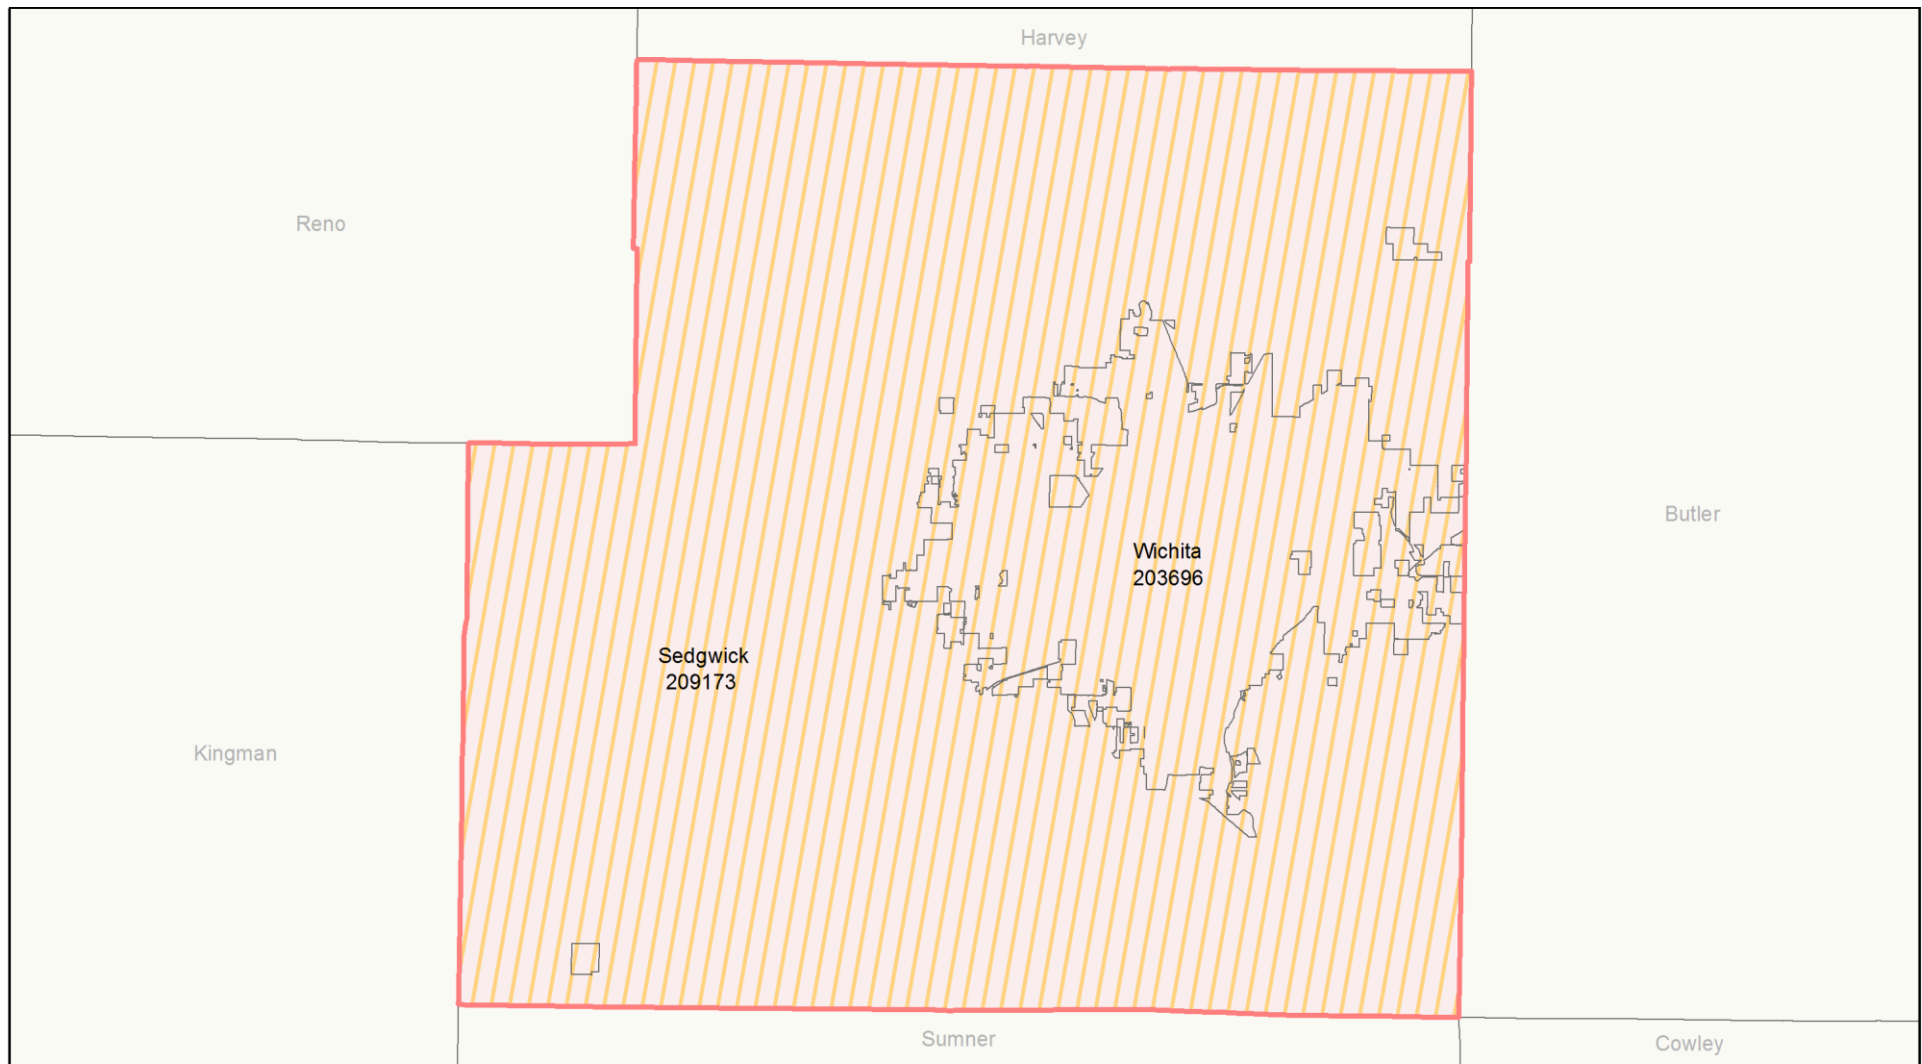 Harvey
Reno
Butler
Wichita
203696
Sedgwick
209173
Kingman
Sumner
Cowley